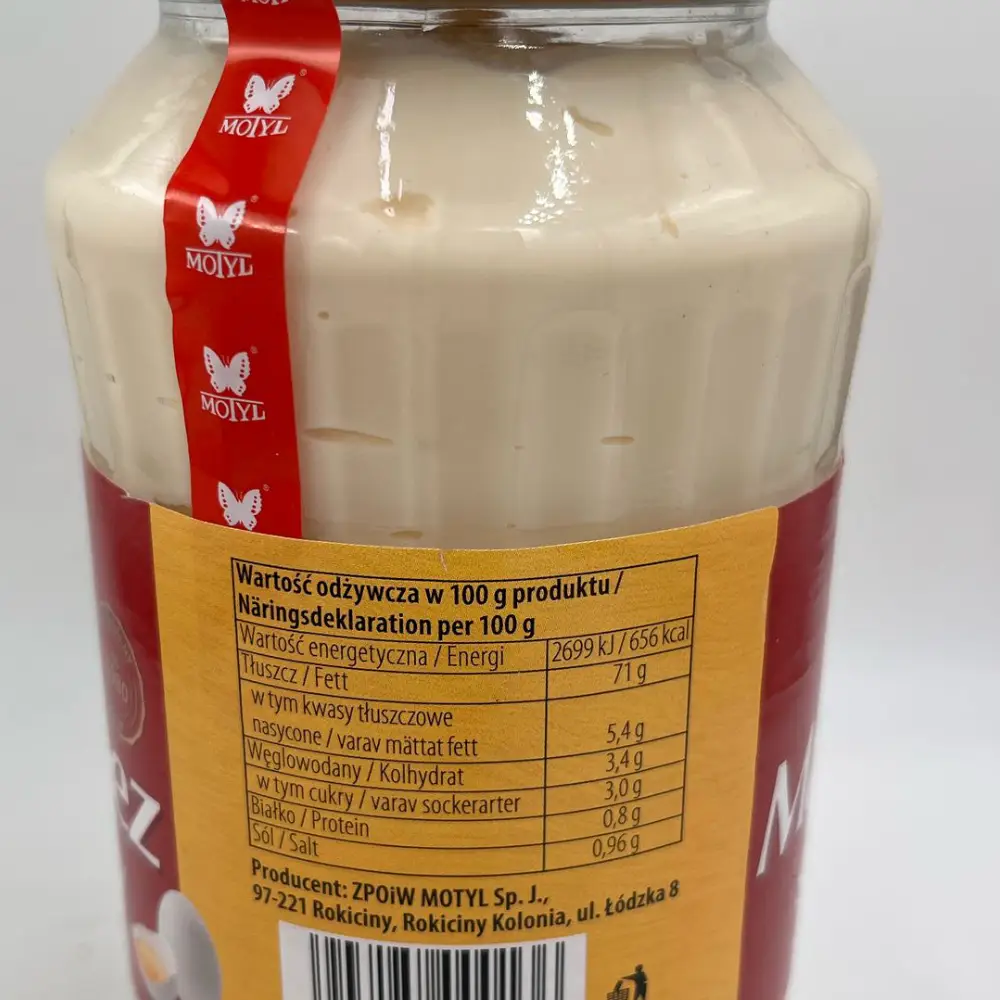 MOTYL
MOTYL
MOTYL
Wartość odżywcza w 100 g produktu /
Näringsdeklaration per 100 g
Wartość energetyczna / Energi 2699 kJ / 656 kcal
Tłuszcz / Fett 71 g
w tym kwasy tłuszczowe
nasycone / varav mättat fett 5,4 g
Węglowodany / Kolhydrat 3,4 g
w tym cukry / varav sockerarter 3,0 g
Białko / Protein 0,8 g
Sól / Salt 0,96 g
Producent: ZPOiW MOTYL Sp. J.,
97-221 Rokiciny, Rokiciny Kolonia, ul. Łódzka 8